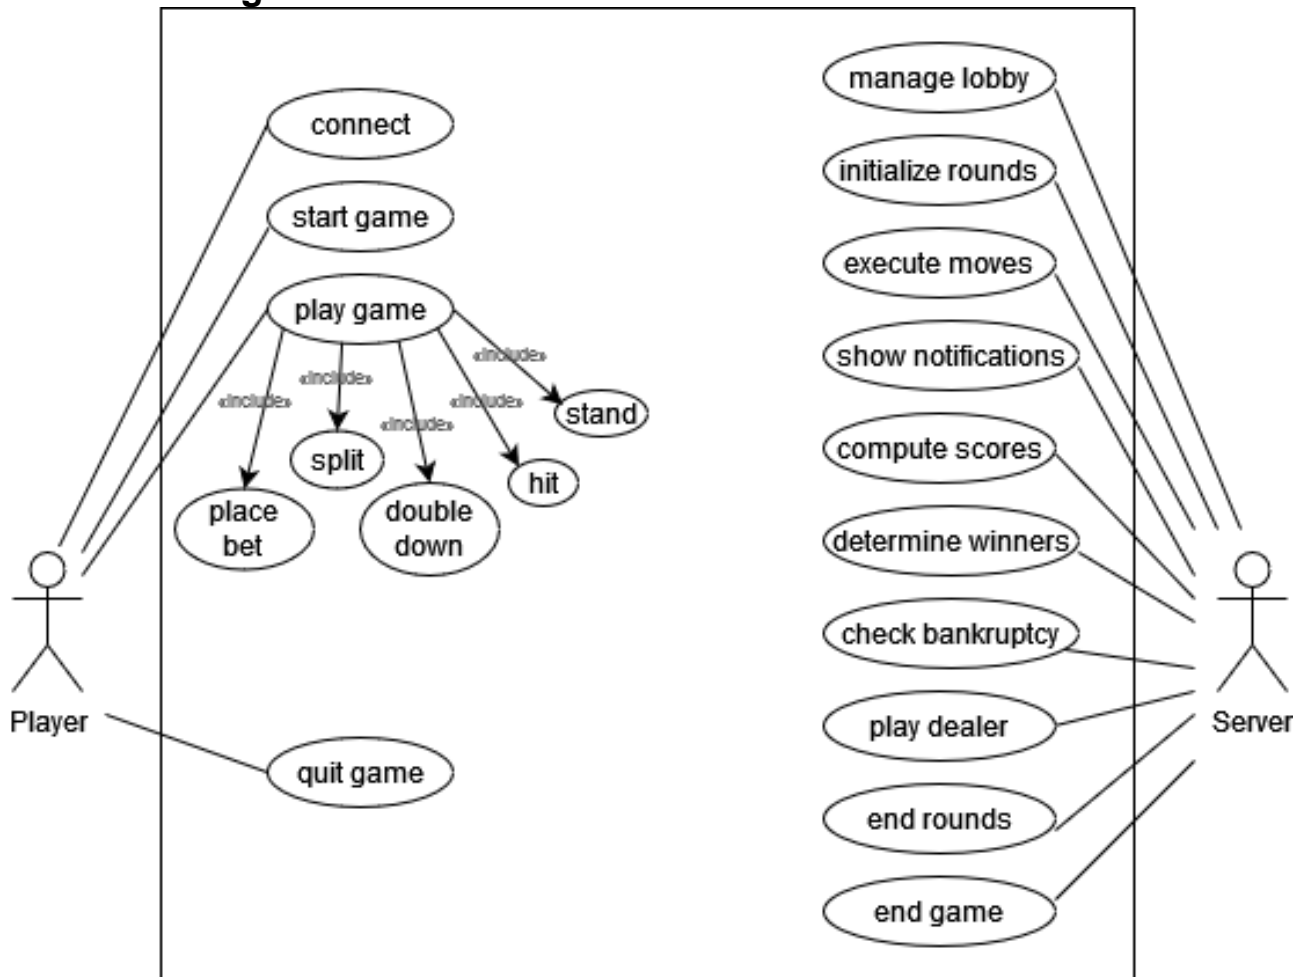 connect
start game
play game
«include»
«include»
«include»
«include»
«include»
stand
split
hit
place
bet
double
down
Player
quit game
manage lobby
initialize rounds
execute moves
show notifications
compute scores
determine winners
check bankruptcy
play dealer
end rounds
end game
Server